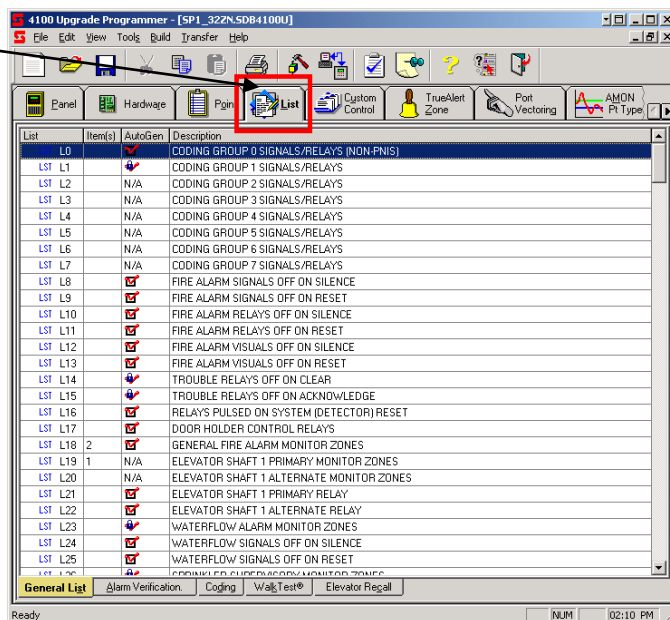 4100 Upgrade Programmer - [SP1_32ZN.SDB4100U]
File Edit View Tools Build Transfer Help
Panel Hardware Poin List Custom Control TrueAlert Zone Port Vectoring AMON Pt Type
List Item(s) AutoGen Description
L0 CODING GROUP 0 SIGNALS/RELAYS (NON-PNIS)
LST L1 CODING GROUP 1 SIGNALS/RELAYS
LST L2 N/A CODING GROUP 2 SIGNALS/RELAYS
LST L3 N/A CODING GROUP 3 SIGNALS/RELAYS
LST L4 N/A CODING GROUP 4 SIGNALS/RELAYS
LST L5 N/A CODING GROUP 5 SIGNALS/RELAYS
LST L6 N/A CODING GROUP 6 SIGNALS/RELAYS
LST L7 N/A CODING GROUP 7 SIGNALS/RELAYS
LST L8 FIRE ALARM SIGNALS OFF ON SILENCE
LST L9 FIRE ALARM SIGNALS OFF ON RESET
LST L10 FIRE ALARM RELAYS OFF ON SILENCE
LST L11 FIRE ALARM RELAYS OFF ON RESET
LST L12 FIRE ALARM VISUALS OFF ON SILENCE
LST L13 FIRE ALARM VISUALS OFF ON RESET
LST L14 TROUBLE RELAYS OFF ON CLEAR
LST L15 TROUBLE RELAYS OFF ON ACKNOWLEDGE
LST L16 RELAYS PULSED ON SYSTEM (DETECTOR) RESET
LST L17 DOOR HOLDER CONTROL RELAYS
LST L18 2 GENERAL FIRE ALARM MONITOR ZONES
LST L19 1 N/A ELEVATOR SHAFT 1 PRIMARY MONITOR ZONES
LST L20 N/A ELEVATOR SHAFT 1 ALTERNATE MONITOR ZONES
LST L21 ELEVATOR SHAFT 1 PRIMARY RELAY
LST L22 ELEVATOR SHAFT 1 ALTERNATE RELAY
LST L23 WATERFLOW ALARM MONITOR ZONES
LST L24 WATERFLOW SIGNALS OFF ON SILENCE
LST L25 WATERFLOW SIGNALS OFF ON RESET
LST L26 SPRINKLER SUPERVISORY MONITOR ZONES
General List Alarm Verification. Coding WalkTest® Elevator Recall
Ready NUM 02:10 PM